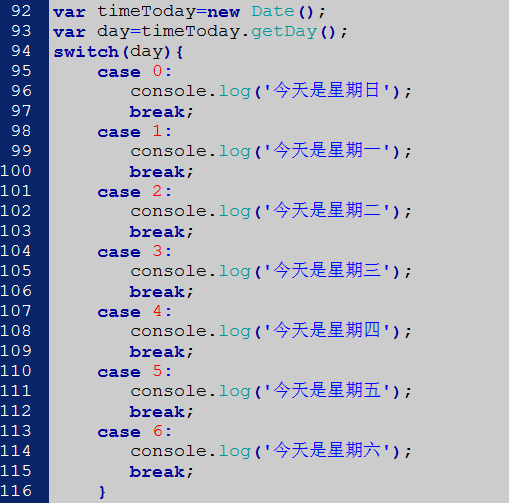 92 var timeToday=new Date();
93 var day=timeToday.getDay();
94 switch(day){
95     case 0:
96        console.log('今天是星期日');
97        break;
98     case 1:
99        console.log('今天是星期一');
100        break;
101     case 2:
102        console.log('今天是星期二');
103        break;
104     case 3:
105        console.log('今天是星期三');
106        break;
107     case 4:
108        console.log('今天是星期四');
109        break;
110     case 5:
111        console.log('今天是星期五');
112        break;
113     case 6:
114        console.log('今天是星期六');
115        break;
116     }